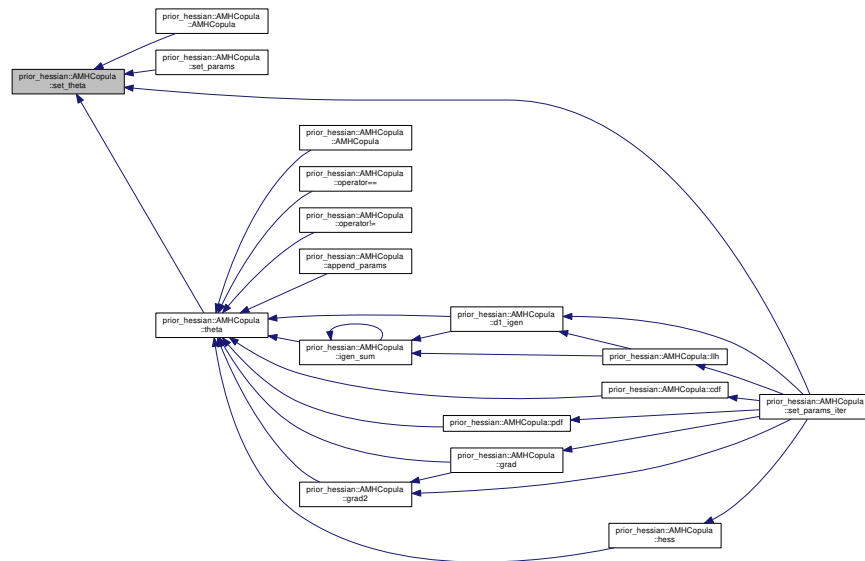 prior_hessian::AMHCopula
::AMHCopula
prior_hessian::AMHCopula
::set_params
prior_hessian::AMHCopula
::set_theta
prior_hessian::AMHCopula
::AMHCopula
prior_hessian::AMHCopula
::operator==
prior_hessian::AMHCopula
::operator!=
prior_hessian::AMHCopula
::append_params
prior_hessian::AMHCopula
::theta
prior_hessian::AMHCopula
::d1_igen
prior_hessian::AMHCopula
::igen_sum
prior_hessian::AMHCopula::llh
prior_hessian::AMHCopula::cdf
prior_hessian::AMHCopula
::set_params_iter
prior_hessian::AMHCopula::pdf
prior_hessian::AMHCopula
::grad
prior_hessian::AMHCopula
::grad2
prior_hessian::AMHCopula
::hess